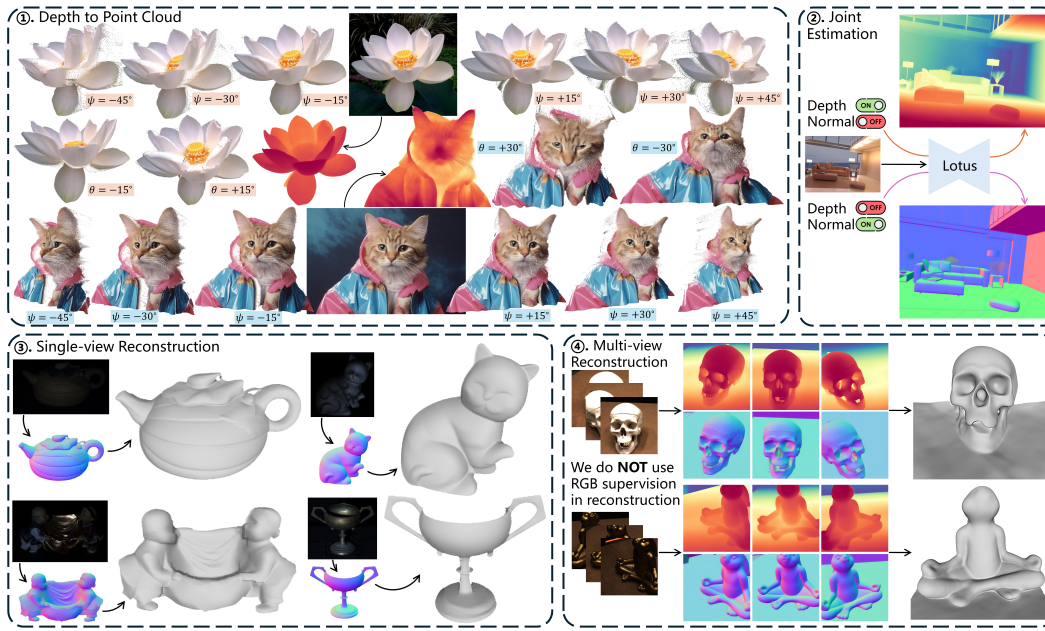 ①. Depth to Point Cloud
ψ = −45°
ψ = −30°
ψ = −15°
ψ = +15°
ψ = +30°
ψ = +45°
θ = −15°
θ = +15°
θ = +30°
θ = −30°
ψ = −45°
ψ = −30°
ψ = −15°
ψ = +15°
ψ = +30°
ψ = +45°
②. Joint
Estimation
Depth ON
Normal OFF
Lotus
Depth OFF
Normal ON
③. Single-view Reconstruction
④. Multi-view
Reconstruction
We do NOT use
RGB supervision
in reconstruction